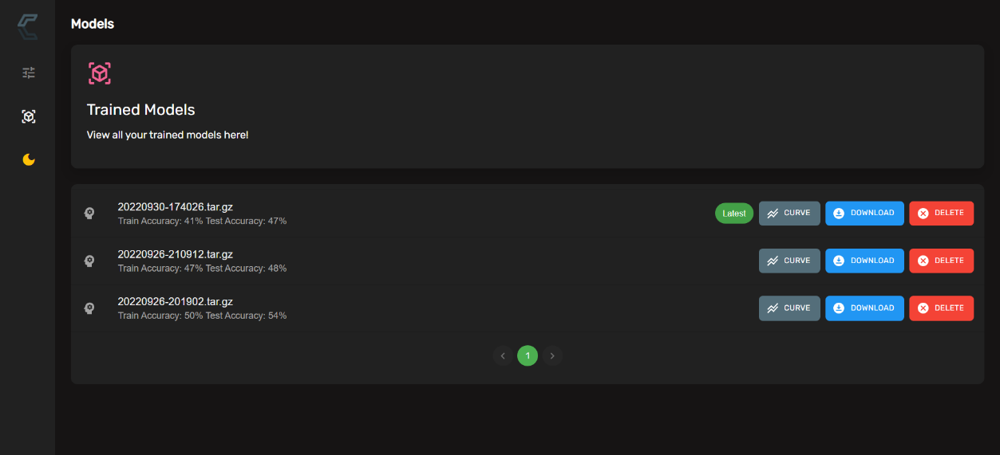 Models
Trained Models
View all your trained models here!
20220930-174026.tar.gz
Train Accuracy: 41% Test Accuracy: 47%
Latest CURVE DOWNLOAD DELETE
20220926-210912.tar.gz
Train Accuracy: 47% Test Accuracy: 48%
CURVE DOWNLOAD DELETE
20220926-201902.tar.gz
Train Accuracy: 50% Test Accuracy: 54%
CURVE DOWNLOAD DELETE
1